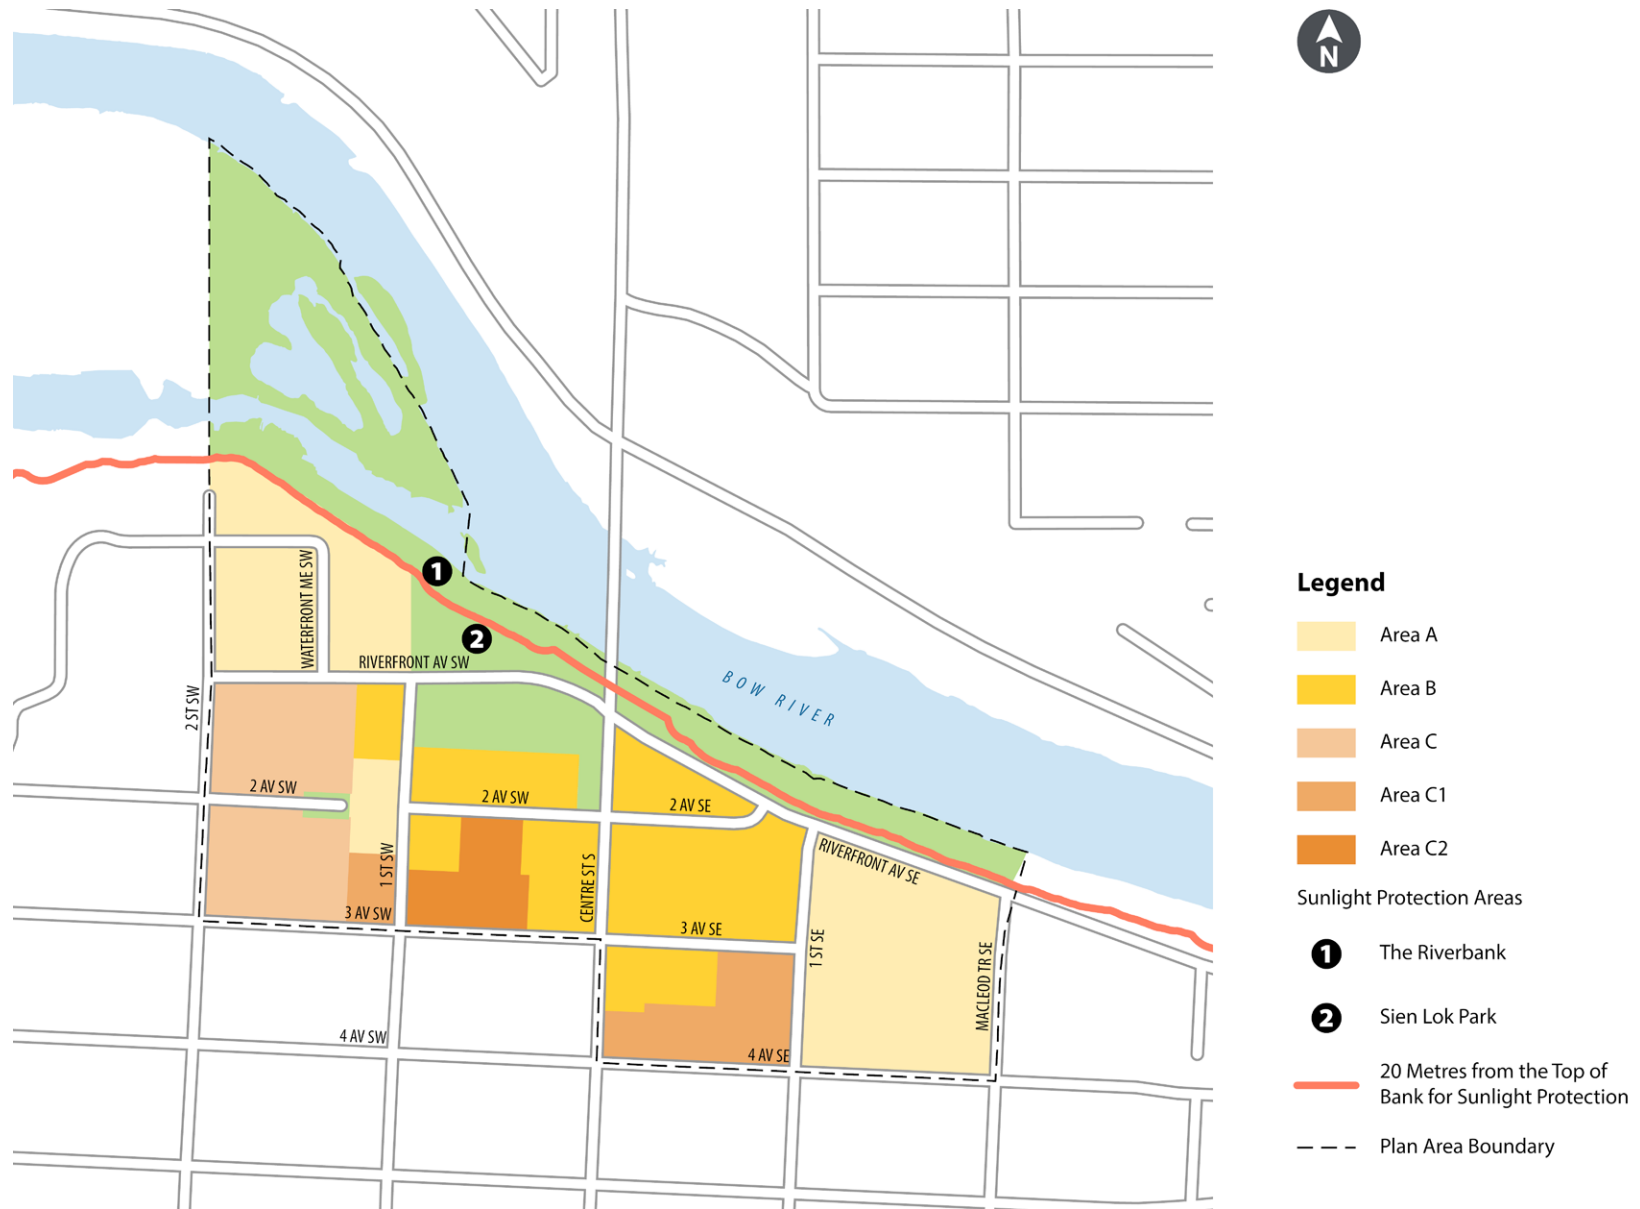 N
WATERFRONT ME SW
1
2
RIVERFRONT AV SW
BOW RIVER
2 ST SW
2 AV SW
2 AV SW
2 AV SE
1 ST SW
CENTRE ST S
RIVERFRONT AV SE
3 AV SW
3 AV SE
1 ST SE
MACLEOD TR SE
4 AV SW
4 AV SE
Legend
Area A
Area B
Area C
Area C1
Area C2
Sunlight Protection Areas
1 The Riverbank
2 Sien Lok Park
20 Metres from the Top of
Bank for Sunlight Protection
Plan Area Boundary